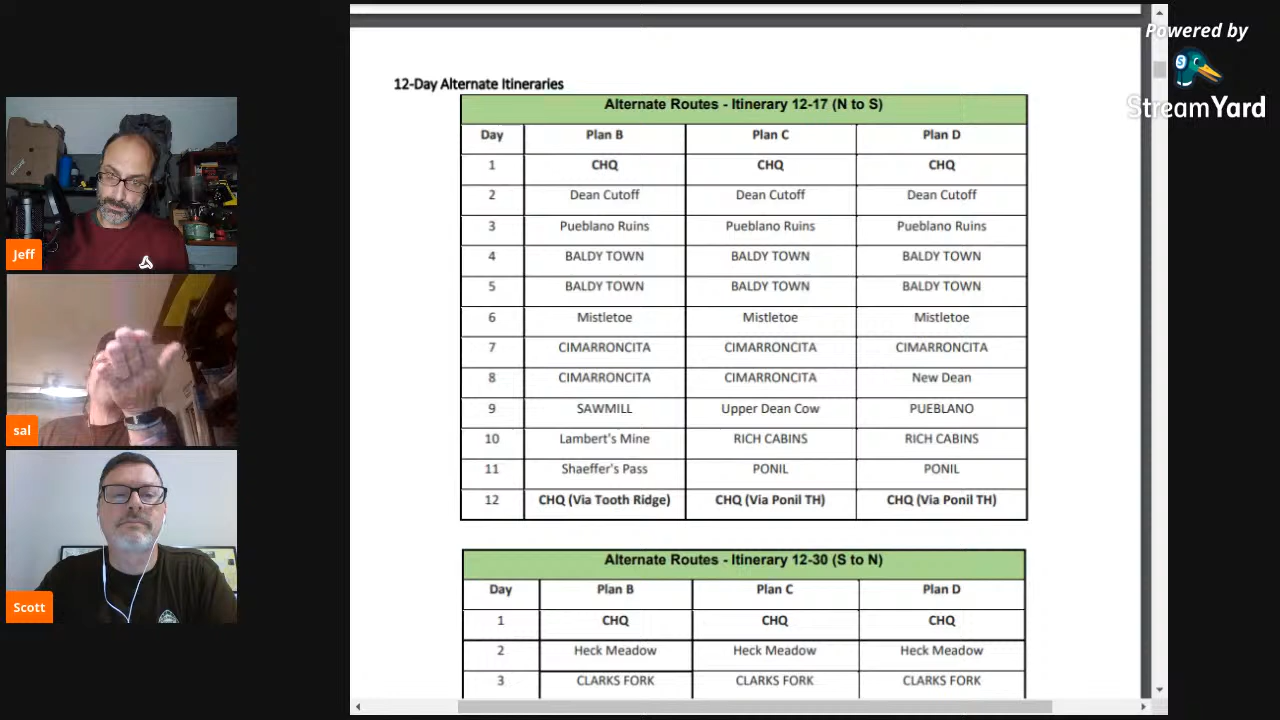 Powered by
StreamYard
12-Day Alternate Itineraries
Alternate Routes - Itinerary 12-17 (N to S)
Day Plan B Plan C Plan D
1 CHQ CHQ CHQ
2 Dean Cutoff Dean Cutoff Dean Cutoff
3 Pueblano Ruins Pueblano Ruins Pueblano Ruins
4 BALDY TOWN BALDY TOWN BALDY TOWN
5 BALDY TOWN BALDY TOWN BALDY TOWN
6 Mistletoe Mistletoe Mistletoe
7 CIMARRONCITA CIMARRONCITA CIMARRONCITA
8 CIMARRONCITA CIMARRONCITA New Dean
9 SAWMILL Upper Dean Cow PUEBLANO
10 Lambert's Mine RICH CABINS RICH CABINS
11 Shaeffer's Pass PONIL PONIL
12 CHQ (Via Tooth Ridge) CHQ (Via Ponil TH) CHQ (Via Ponil TH)
Alternate Routes - Itinerary 12-30 (S to N)
Day Plan B Plan C Plan D
1 CHQ CHQ CHQ
2 Heck Meadow Heck Meadow Heck Meadow
3 CLARKS FORK CLARKS FORK CLARKS FORK
Jeff
sal
Scott